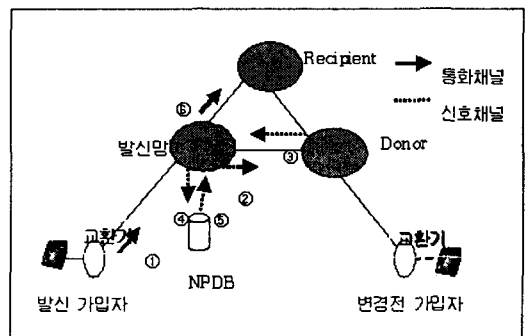 Recipient
통화채널
신호채널
⑥
발신망
Donor
③
②
④ ⑤
교환기
①
NPDB
교환기
발신 가입자
변경전 가입자